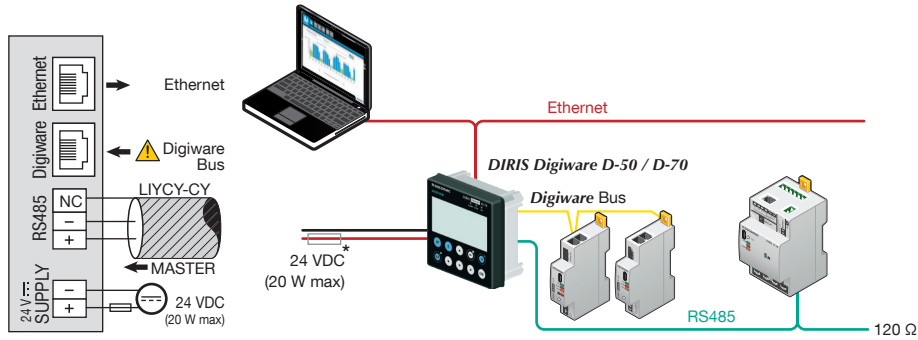 Ethernet
Ethernet
Digiware
Digiware
Bus
RS485
NC
–
+
LIYCY-CY
MASTER
24 V
SUPPLY
–
+
24 VDC
(20 W max)
Ethernet
DIRIS Digiware D-50 / D-70
Digiware Bus
*
24 VDC
(20 W max)
RS485
120 Ω